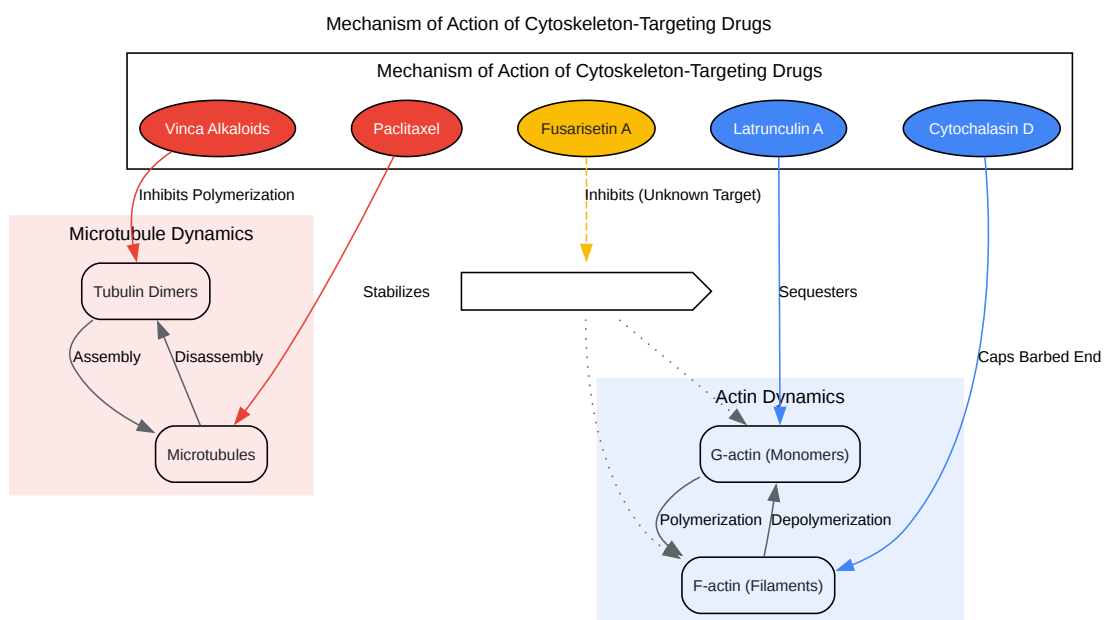 Mechanism of Action of Cytoskeleton-Targeting Drugs
Mechanism of Action of Cytoskeleton-Targeting Drugs
Vinca Alkaloids
Paclitaxel
Fusarisetin A
Latrunculin A
Cytochalasin D
Inhibits Polymerization
Inhibits (Unknown Target)
Microtubule Dynamics
Tubulin Dimers
Stabilizes
Sequesters
Assembly
Disassembly
Caps Barbed End
Actin Dynamics
Microtubules
G-actin (Monomers)
Polymerization
Depolymerization
F-actin (Filaments)